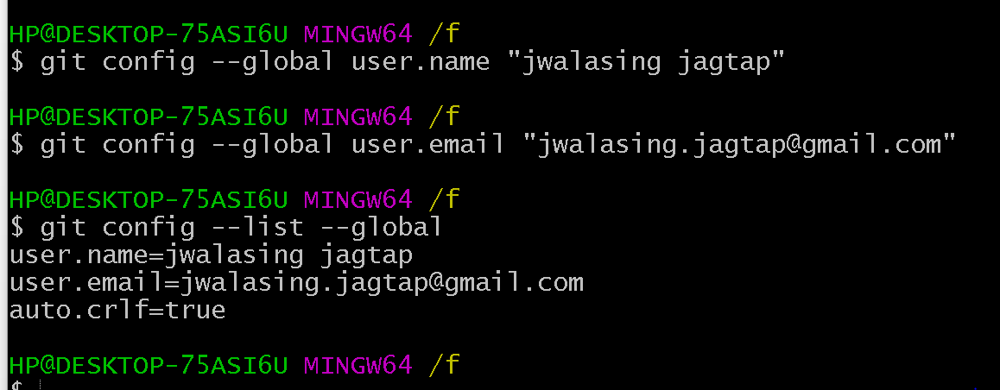 HP@DESKTOP-75ASI6U MINGW64 /f
$ git config --global user.name "jwalasing jagtap"
HP@DESKTOP-75ASI6U MINGW64 /f
$ git config --global user.email "jwalasing.jagtap@gmail.com"
HP@DESKTOP-75ASI6U MINGW64 /f
$ git config --list --global
user.name=jwalasing jagtap
user.email=jwalasing.jagtap@gmail.com
auto.crlf=true
HP@DESKTOP-75ASI6U MINGW64 /f
$